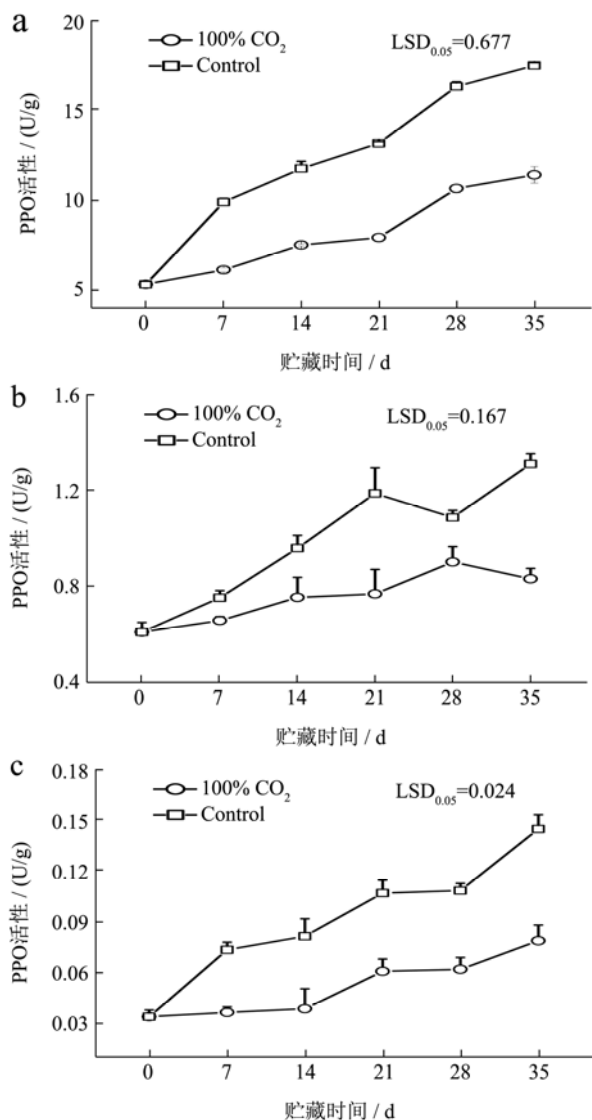 a
20
17
13
10
5
PPO活性 / (U/g)
100% CO₂
Control
LSD₀.₀₅=0.677
0 7 14 21 28 35
贮藏时间 / d
b
1.6
1.2
0.8
0.4
PPO活性 / (U/g)
100% CO₂
Control
LSD₀.₀₅=0.167
0 7 14 21 28 35
贮藏时间 / d
c
0.18
0.15
0.12
0.09
0.06
0.03
PPO活性 / (U/g)
100% CO₂
Control
LSD₀.₀₅=0.024
0 7 14 21 28 35
贮藏时间 / d